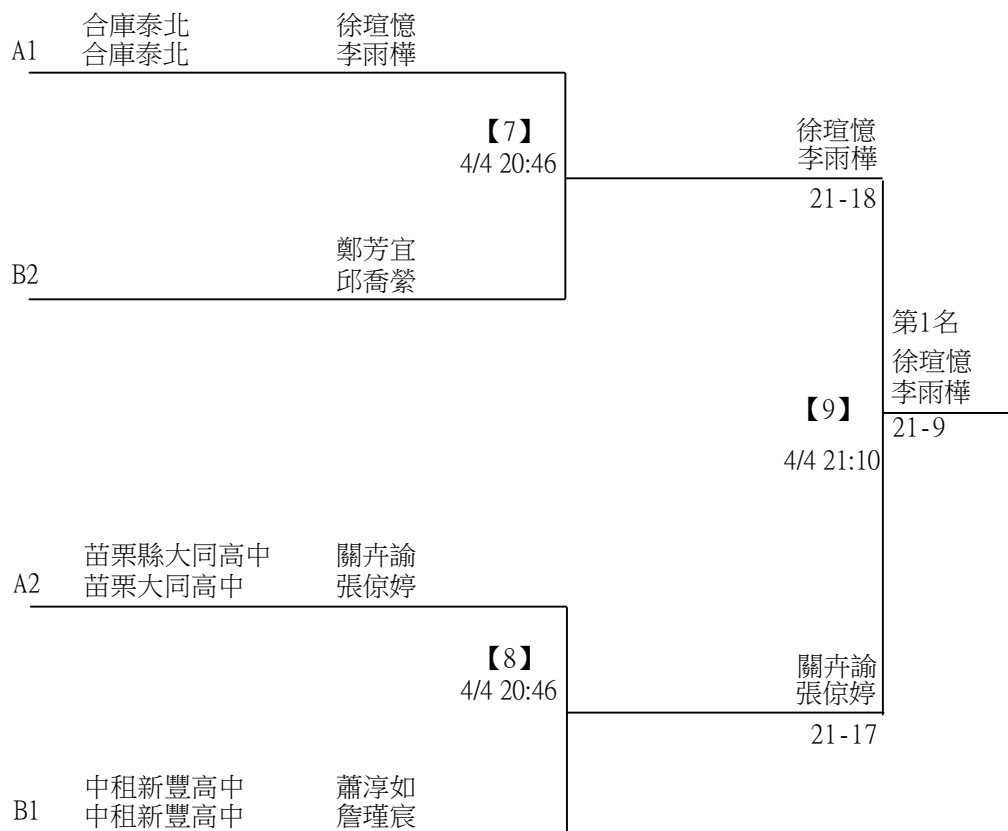 合庫泰北 徐瑄憶
A1 合庫泰北 李雨樺
【7】
4/4 20:46
徐瑄憶
李雨樺
21-18
鄭芳宜
B2 邱喬縈
第1名
徐瑄憶
李雨樺
21-9
【9】
4/4 21:10
苗栗縣大同高中 關卉諭
A2 苗栗大同高中 張倞婷
【8】
4/4 20:46
關卉諭
張倞婷
21-17
中租新豐高中 蕭淳如
B1 中租新豐高中 詹瑾宸